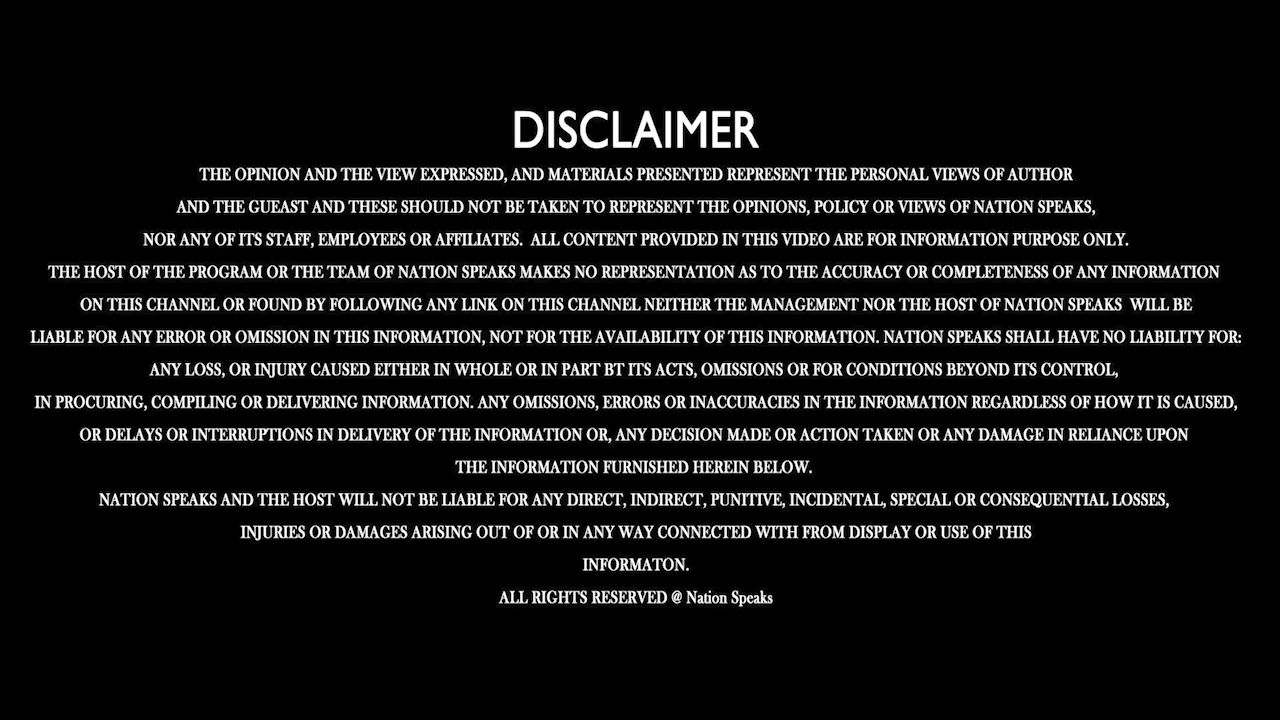 DISCLAIMER
THE OPINION AND THE VIEW EXPRESSED, AND MATERIALS PRESENTED REPRESENT THE PERSONAL VIEWS OF AUTHOR
AND THE GUEAST AND THESE SHOULD NOT BE TAKEN TO REPRESENT THE OPINIONS, POLICY OR VIEWS OF NATION SPEAKS,
NOR ANY OF ITS STAFF, EMPLOYEES OR AFFILIATES.  ALL CONTENT PROVIDED IN THIS VIDEO ARE FOR INFORMATION PURPOSE ONLY.
THE HOST OF THE PROGRAM OR THE TEAM OF NATION SPEAKS MAKES NO REPRESENTATION AS TO THE ACCURACY OR COMPLETENESS OF ANY INFORMATION
ON THIS CHANNEL OR FOUND BY FOLLOWING ANY LINK ON THIS CHANNEL NEITHER THE MANAGEMENT NOR THE HOST OF NATION SPEAKS  WILL BE
LIABLE FOR ANY ERROR OR OMISSION IN THIS INFORMATION, NOT FOR THE AVAILABILITY OF THIS INFORMATION. NATION SPEAKS SHALL HAVE NO LIABILITY FOR:
ANY LOSS, OR INJURY CAUSED EITHER IN WHOLE OR IN PART BT ITS ACTS, OMISSIONS OR FOR CONDITIONS BEYOND ITS CONTROL,
IN PROCURING, COMPILING OR DELIVERING INFORMATION. ANY OMISSIONS, ERRORS OR INACCURACIES IN THE INFORMATION REGARDLESS OF HOW IT IS CAUSED,
OR DELAYS OR INTERRUPTIONS IN DELIVERY OF THE INFORMATION OR, ANY DECISION MADE OR ACTION TAKEN OR ANY DAMAGE IN RELIANCE UPON
THE INFORMATION FURNISHED HEREIN BELOW.
NATION SPEAKS AND THE HOST WILL NOT BE LIABLE FOR ANY DIRECT, INDIRECT, PUNITIVE, INCIDENTAL, SPECIAL OR CONSEQUENTIAL LOSSES,
INJURIES OR DAMAGES ARISING OUT OF OR IN ANY WAY CONNECTED WITH FROM DISPLAY OR USE OF THIS
INFORMATON.
ALL RIGHTS RESERVED @ Nation Speaks